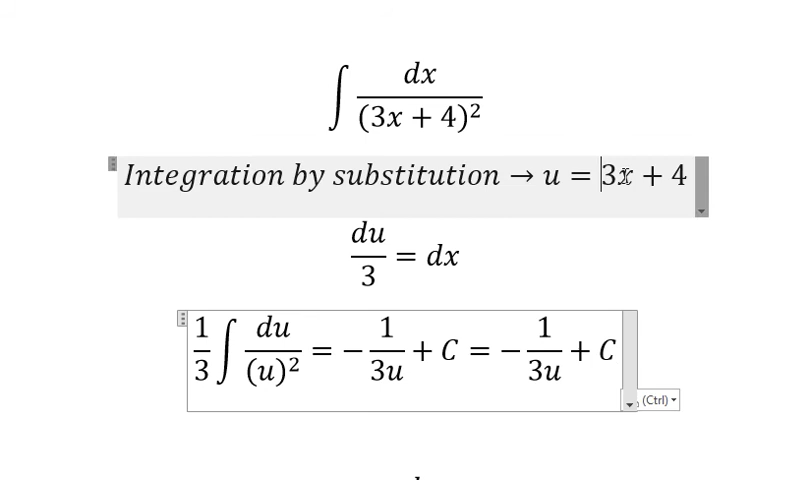 ∫ dx / (3x + 4)²
Integration by substitution → u = 3x + 4
du / 3 = dx
1/3 ∫ du / (u)² = − 1 / 3u + C = − 1 / 3u + C
(Ctrl)